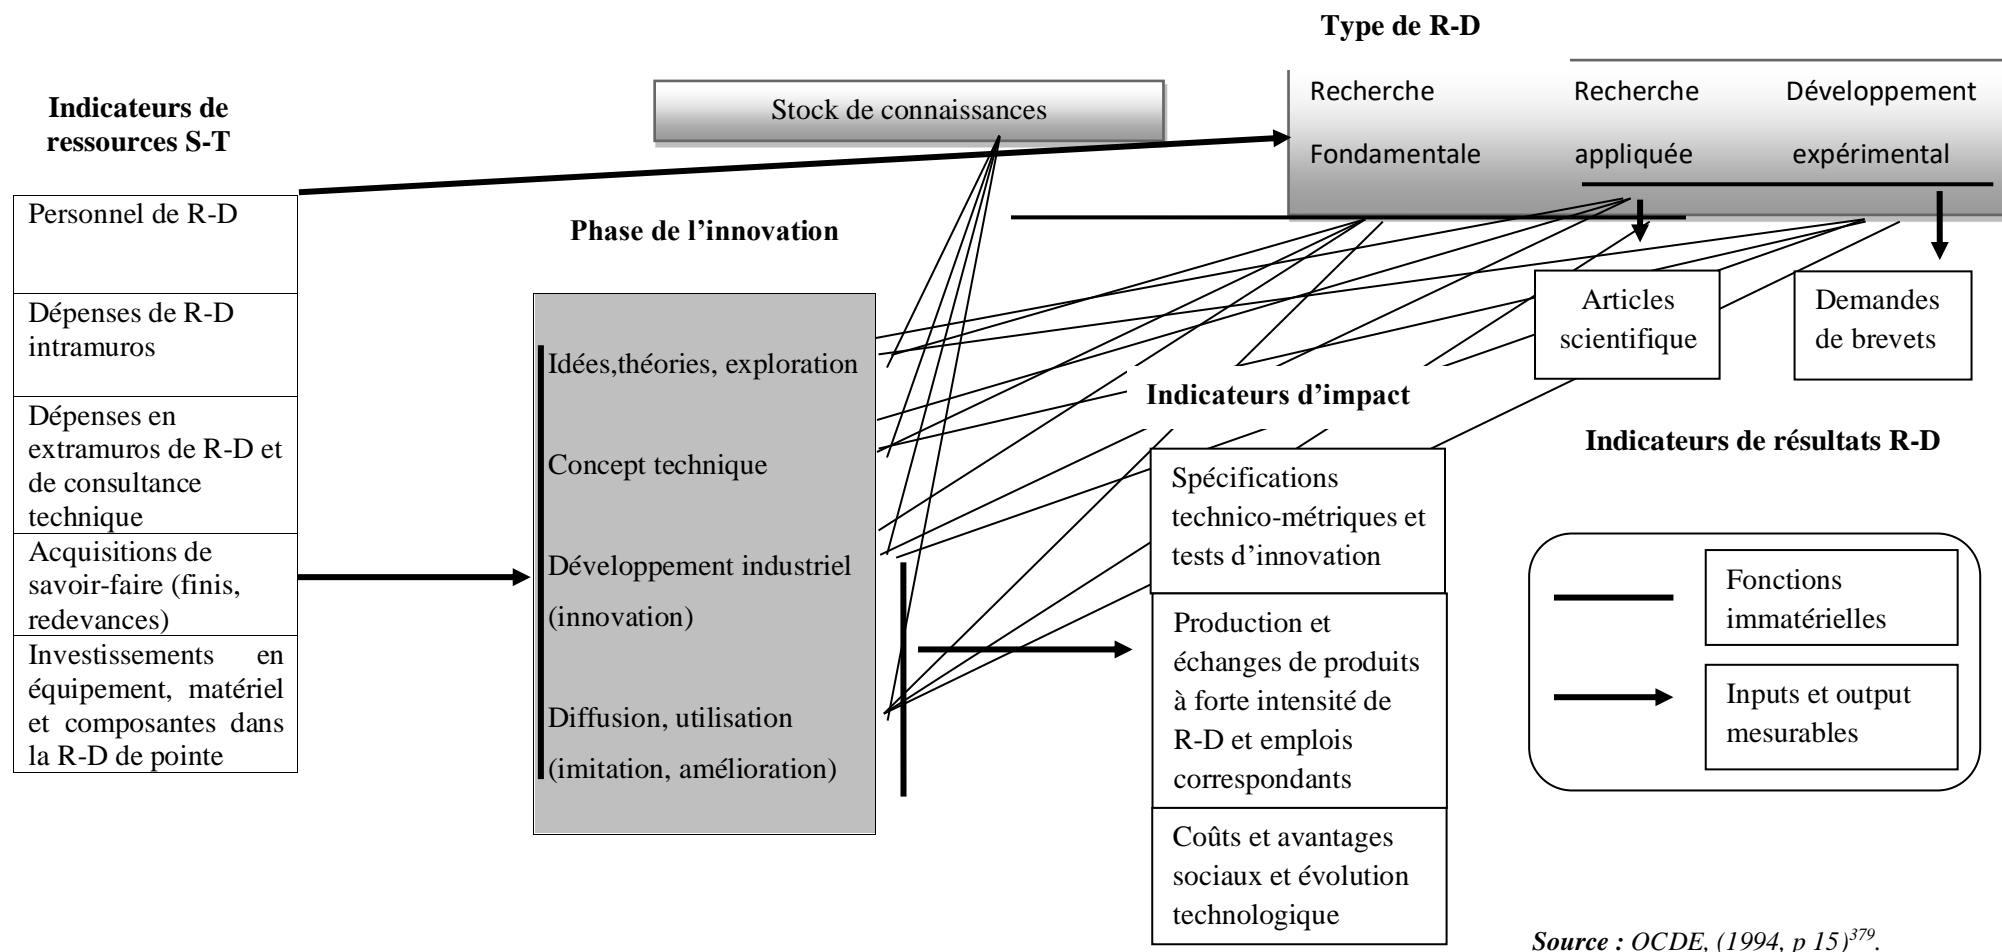 Type de R-D
Recherche Recherche Développement
Fondamentale appliquée expérimental
Stock de connaissances
Indicateurs de
ressources S-T
Personnel de R-D
Dépenses de R-D
intramuros
Dépenses en
extramuros de R-D et
de consultance
technique
Acquisitions de
savoir-faire (finis,
redevances)
Investissements en
équipement, matériel
et composantes dans
la R-D de pointe
Phase de l’innovation
Idées,théories, exploration
Concept technique
Développement industriel
(innovation)
Diffusion, utilisation
(imitation, amélioration)
Indicateurs d’impact
Spécifications
technico-métriques et
tests d’innovation
Production et
échanges de produits
à forte intensité de
R-D et emplois
correspondants
Coûts et avantages
sociaux et évolution
technologique
Articles
scientifique
Demandes
de brevets
Indicateurs de résultats R-D
Fonctions
immatérielles
Inputs et output
mesurables
Source : OCDE, (1994, p 15)379.